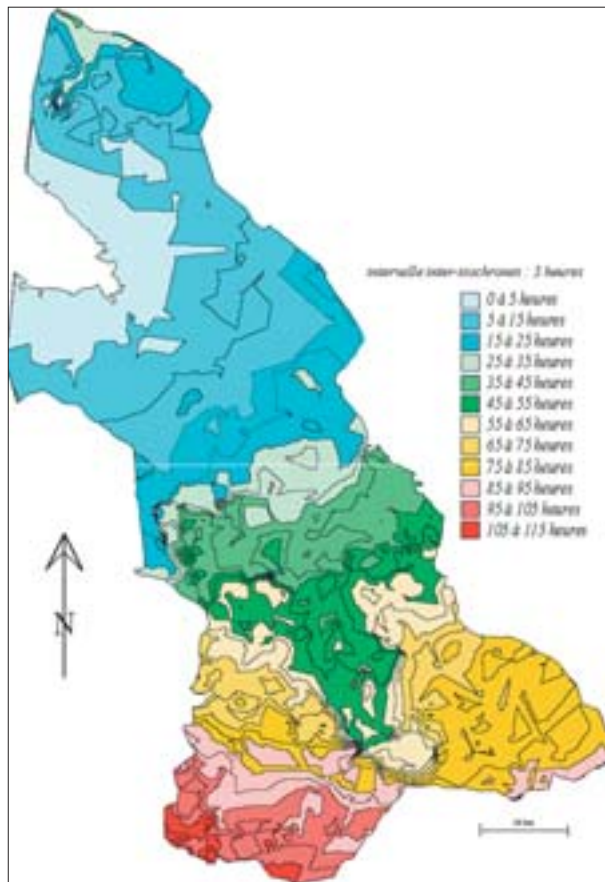 intervalle inter-isochrones : 5 heures
0 à 5 heures
5 à 15 heures
15 à 25 heures
25 à 35 heures
35 à 45 heures
45 à 55 heures
55 à 65 heures
65 à 75 heures
75 à 85 heures
85 à 95 heures
95 à 105 heures
105 à 115 heures
N
10 km